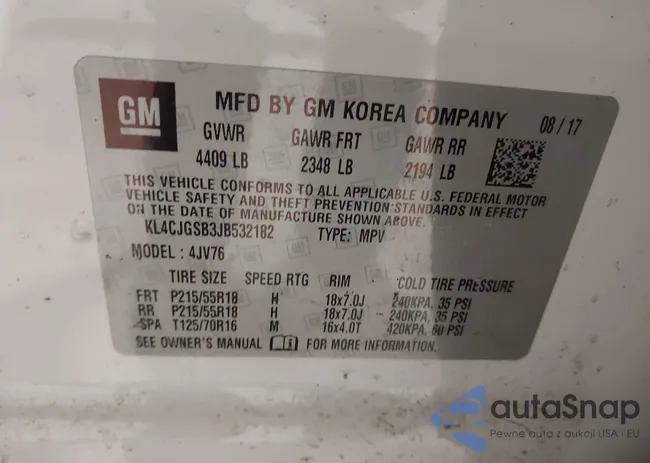 GM MFD BY GM KOREA COMPANY 08/17
GVWR GAWR FRT GAWR RR
4409 LB 2348 LB 2194 LB
THIS VEHICLE CONFORMS TO ALL APPLICABLE U.S. FEDERAL MOTOR
VEHICLE SAFETY AND THEFT PREVENTION STANDARDS IN EFFECT
ON THE DATE OF MANUFACTURE SHOWN ABOVE.
KL4CJGSB3JB532182 TYPE: MPV
MODEL: 4JV76
TIRE SIZE SPEED RTG RIM COLD TIRE PRESSURE
FRT P215/55R18 H 18x7.0J 240KPA, 35 PSI
RR P215/55R18 H 18x7.0J 240KPA, 35 PSI
SPA T125/70R16 M 16x4.0T 420KPA, 60 PSI
SEE OWNER'S MANUAL FOR MORE INFORMATION.
autaSnap
Pewne auta z aukcji USA i EU